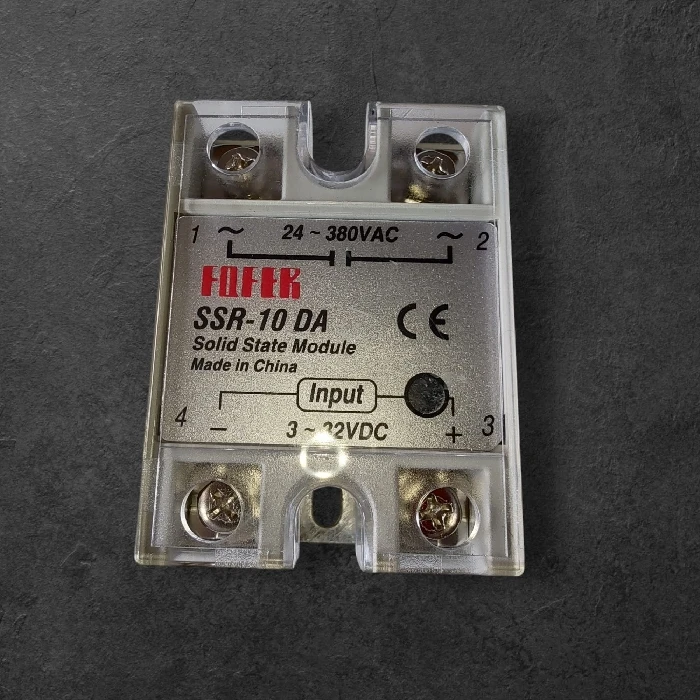 1 ~ 24 ~ 380VAC ~ 2
FQFER
SSR-10 DA
Solid State Module
Made in China
CE
Input
4 − 3 ~ 32VDC + 3